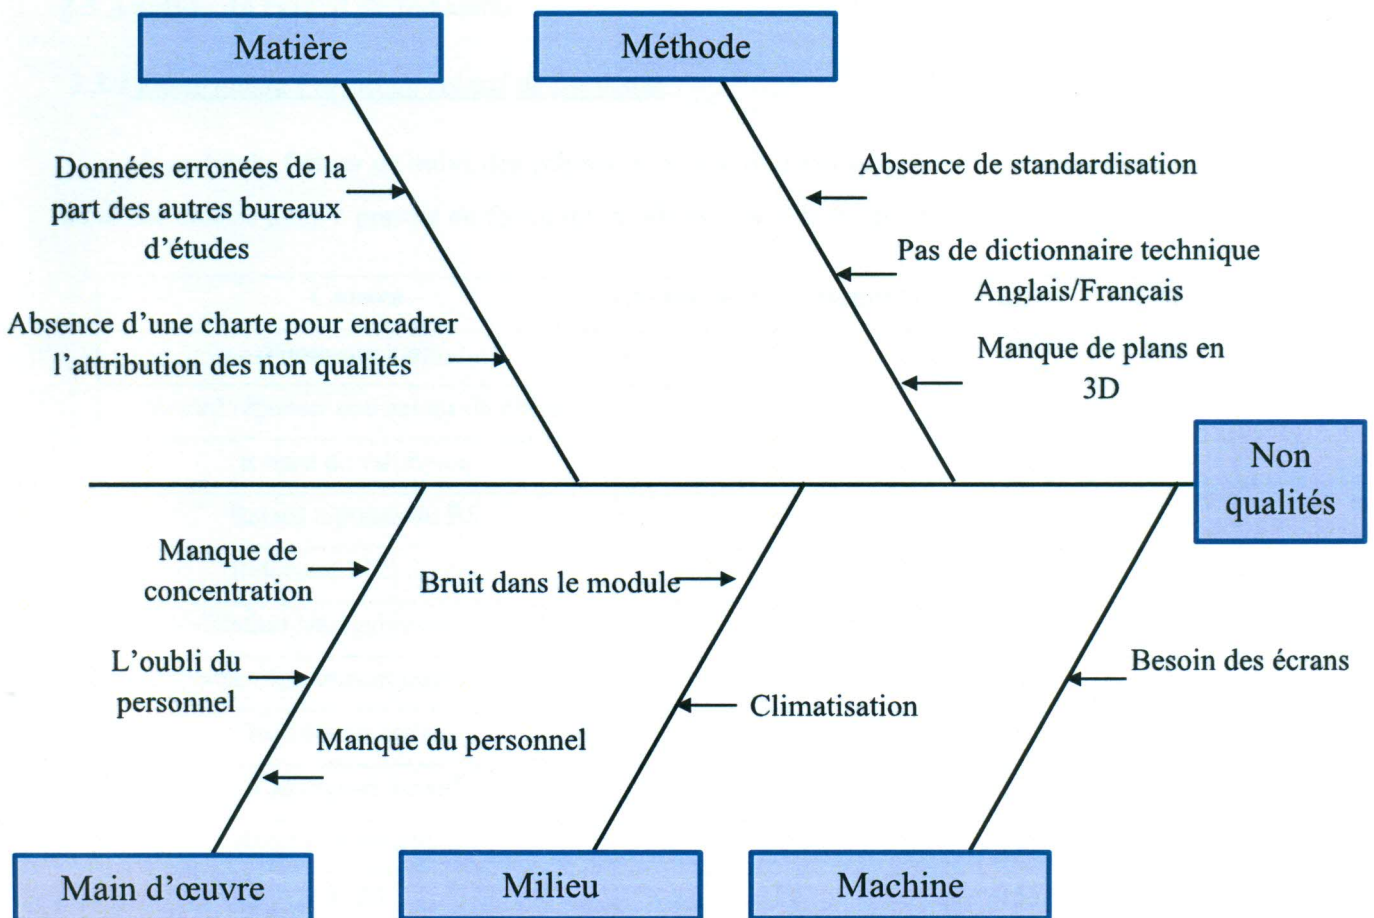 Matière
Méthode
Données erronées de la
part des autres bureaux
d'études
Absence d'une charte pour encadrer
l'attribution des non qualités
Absence de standardisation
Pas de dictionnaire technique
Anglais/Français
Manque de plans en
3D
Non
qualités
Manque de
concentration
L'oubli du
personnel
Manque du personnel
Bruit dans le module
Climatisation
Besoin des écrans
Main d'œuvre
Milieu
Machine